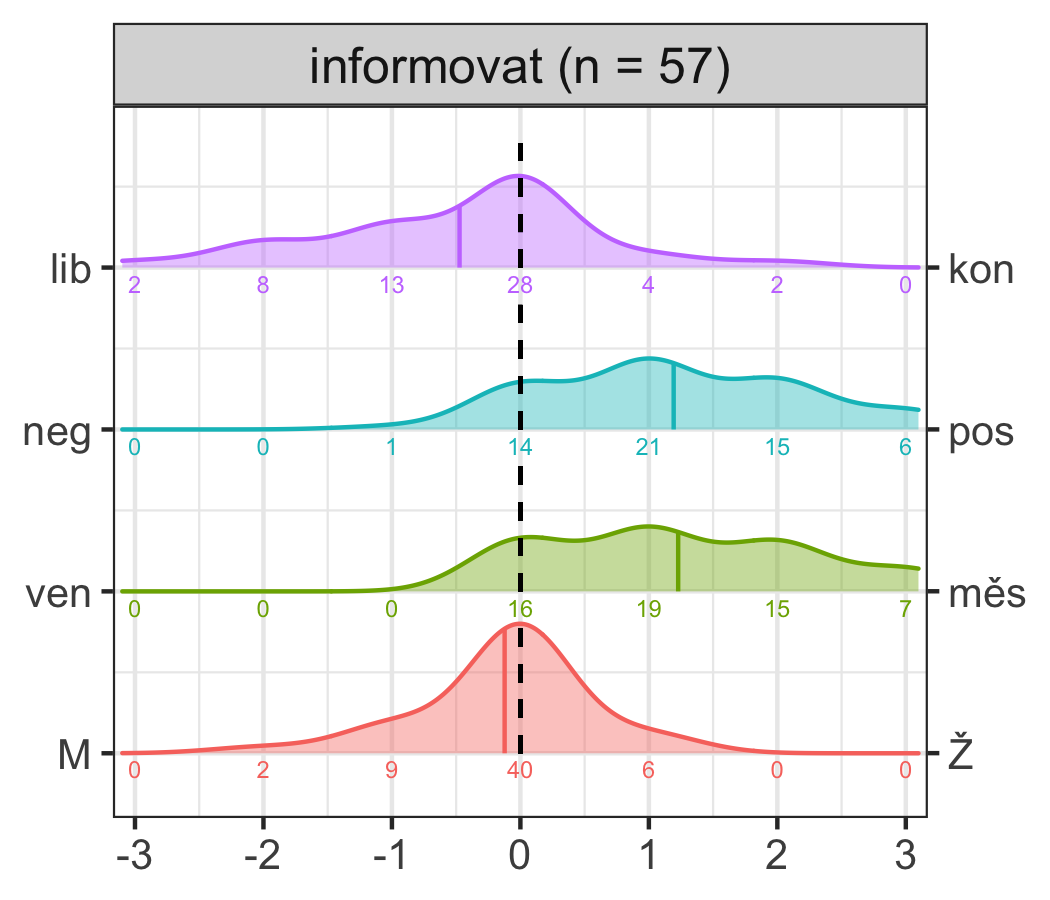 informovat (n = 57)
lib kon
2 8 13 28 4 2 0
neg pos
0 0 1 14 21 15 6
ven měs
0 0 0 16 19 15 7
M Ž
0 2 9 40 6 0 0
-3 -2 -1 0 1 2 3